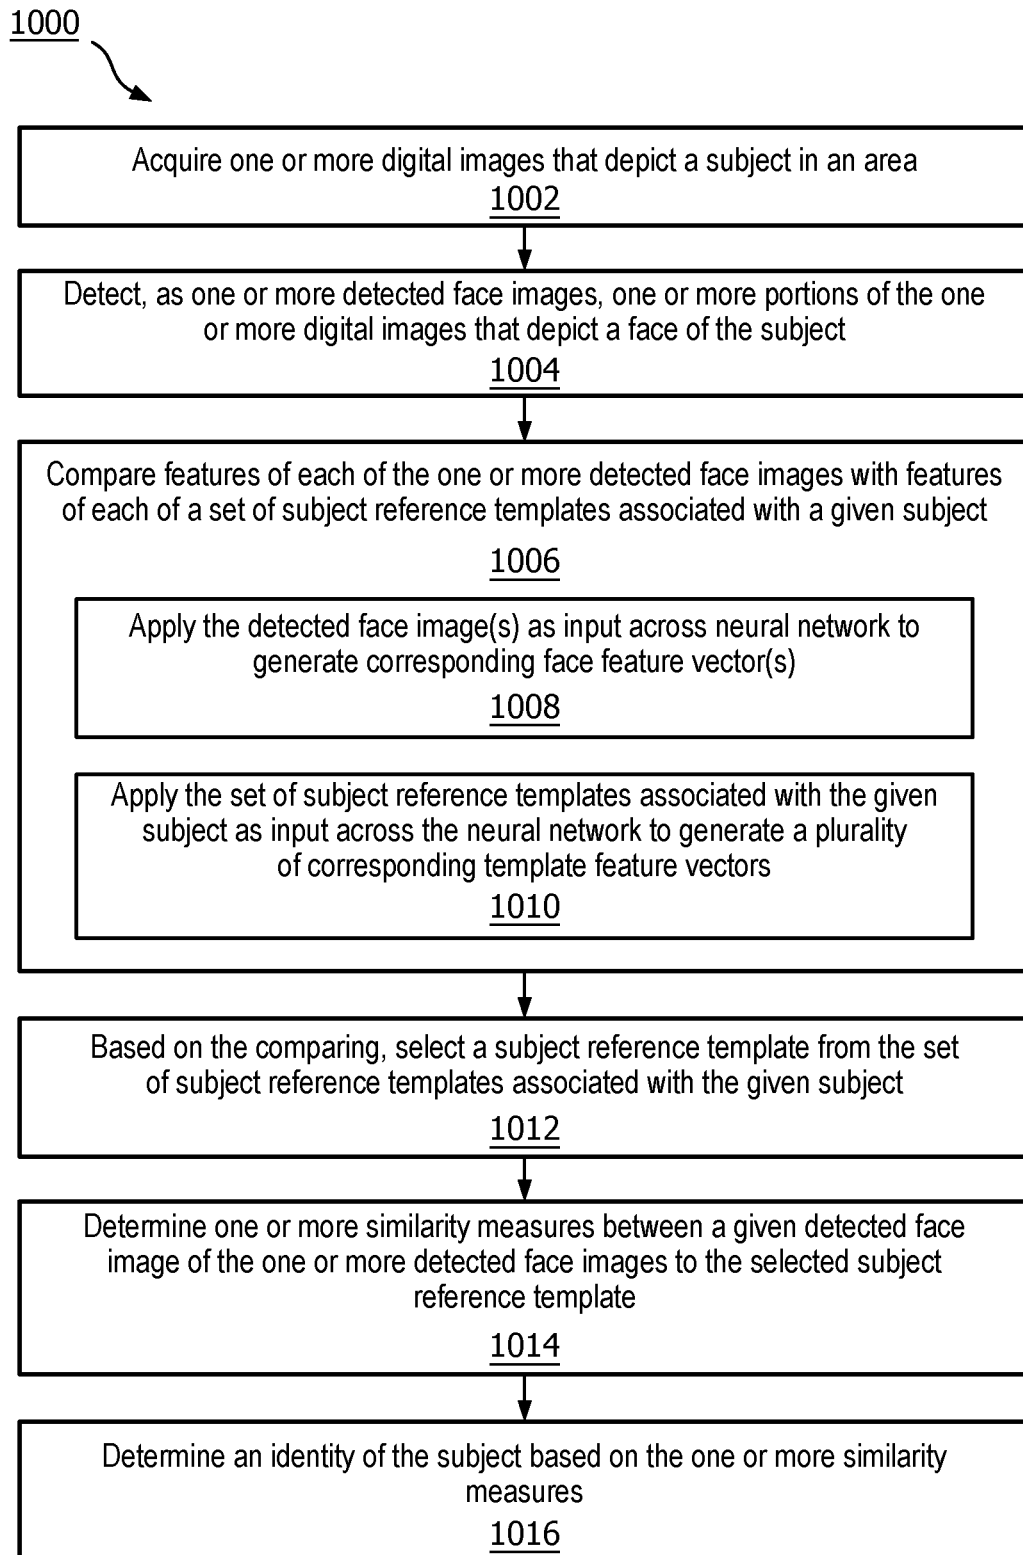 1000
Acquire one or more digital images that depict a subject in an area
1002
Detect, as one or more detected face images, one or more portions of the one
or more digital images that depict a face of the subject
1004
Compare features of each of the one or more detected face images with features
of each of a set of subject reference templates associated with a given subject
1006
Apply the detected face image(s) as input across neural network to
generate corresponding face feature vector(s)
1008
Apply the set of subject reference templates associated with the given
subject as input across the neural network to generate a plurality
of corresponding template feature vectors
1010
Based on the comparing, select a subject reference template from the set
of subject reference templates associated with the given subject
1012
Determine one or more similarity measures between a given detected face
image of the one or more detected face images to the selected subject
reference template
1014
Determine an identity of the subject based on the one or more similarity
measures
1016